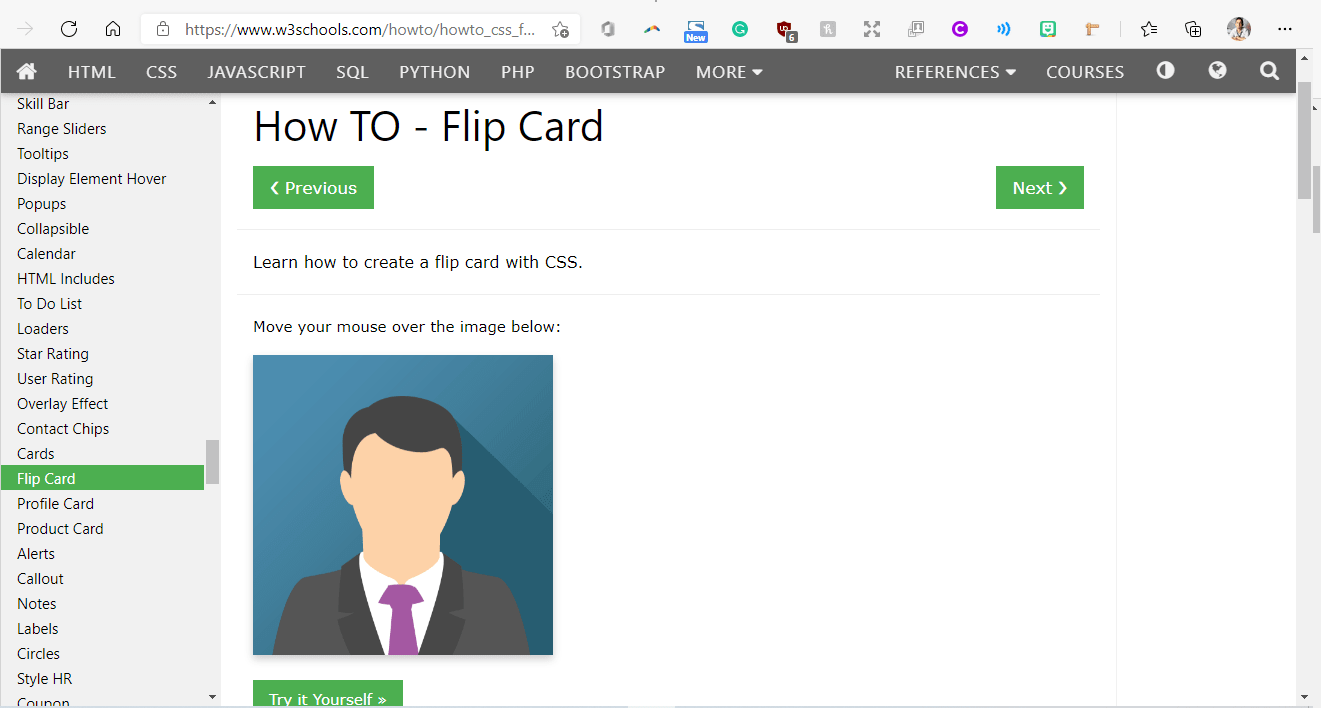 https://www.w3schools.com/howto/howto_css_f...
New
6
HTML CSS JAVASCRIPT SQL PYTHON PHP BOOTSTRAP MORE REFERENCES COURSES
Skill Bar
Range Sliders
Tooltips
Display Element Hover
Popups
Collapsible
Calendar
HTML Includes
To Do List
Loaders
Star Rating
User Rating
Overlay Effect
Contact Chips
Cards
Flip Card
Profile Card
Product Card
Alerts
Callout
Notes
Labels
Circles
Style HR
Coupon
How TO - Flip Card
❮ Previous
Next ❯
Learn how to create a flip card with CSS.
Move your mouse over the image below:
Try it Yourself »